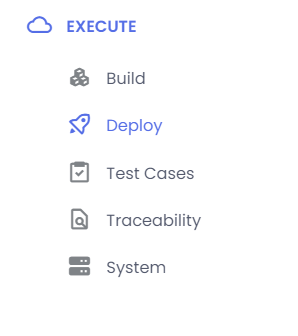 EXECUTE
Build
Deploy
Test Cases
Traceability
System